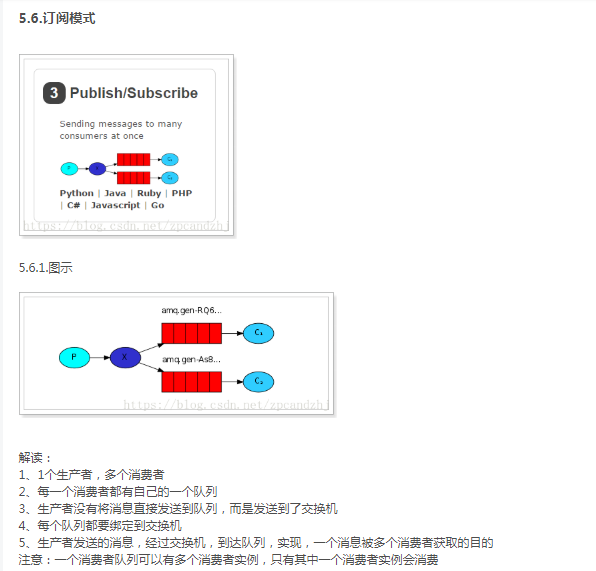 5.6.订阅模式
3 Publish/Subscribe
Sending messages to many
consumers at once
P
X
C₁
C₂
Python | Java | Ruby | PHP
| C# | Javascript | Go
https://blog.csdn.net/zpcandzhj
5.6.1.图示
amq.gen-RQ6...
P
X
C₁
amq.gen-As8...
C₂
https://blog.csdn.net/zpcandzhj
解读：
1、1个生产者，多个消费者
2、每一个消费者都有自己的一个队列
3、生产者没有将消息直接发送到队列，而是发送到了交换机
4、每个队列都要绑定到交换机
5、生产者发送的消息，经过交换机，到达队列，实现，一个消息被多个消费者获取的目的
注意：一个消费者队列可以有多个消费者实例，只有其中一个消费者实例会消费